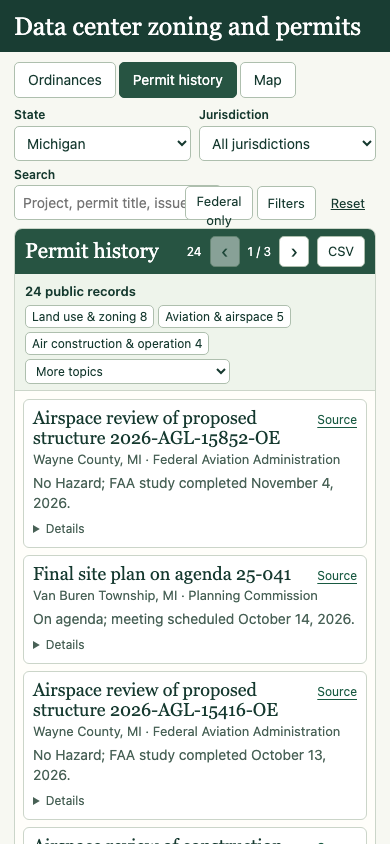 Data center zoning and permits
Ordinances
Permit history
Map
State
Jurisdiction
Michigan
All jurisdictions
Search
Project, permit title, issue
Federal only
Filters
Reset
Permit history
24
‹
1 / 3
›
CSV
24 public records
Land use & zoning 8
Aviation & airspace 5
Air construction & operation 4
More topics
Airspace review of proposed
structure 2026-AGL-15852-OE
Source
Wayne County, MI · Federal Aviation Administration
No Hazard; FAA study completed November 4,
2026.
Details
Final site plan on agenda 25-041
Source
Van Buren Township, MI · Planning Commission
On agenda; meeting scheduled October 14, 2026.
Details
Airspace review of proposed
structure 2026-AGL-15416-OE
Source
Wayne County, MI · Federal Aviation Administration
No Hazard; FAA study completed October 13,
2026.
Details
Airspace review of construction